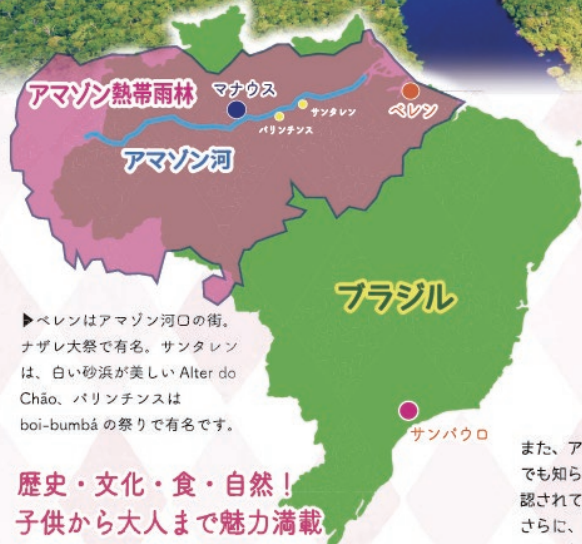 アマゾン熱帯雨林
マナウス
サンタレン
パリンチンス
ベレン
アマゾン河
ブラジル
▶ベレンはアマゾン河口の街。
ナザレ大祭で有名。サンタレン
は、白い砂浜が美しい Alter do
Chão、パリンチンスは
boi-bumbá の祭りで有名です。
サンパウロ
歴史・文化・食・自然！
子供から大人まで魅力満載
また、ア
でも知ら
認されて
さらに、